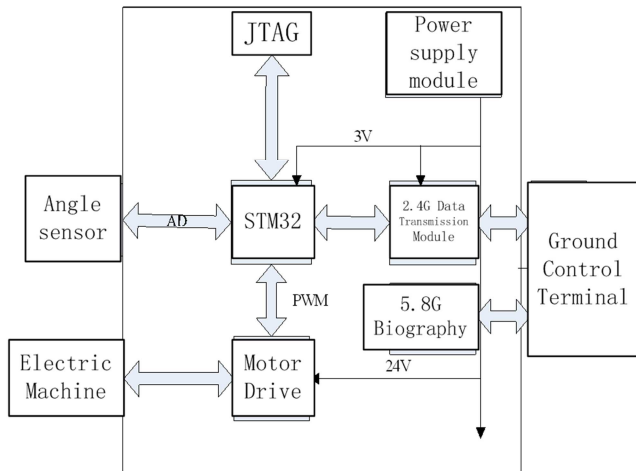 JTAG
Power
supply
module
3V
Angle
sensor
AD
STM32
2.4G Data
Transmission
Module
Ground
Control
Terminal
PWM
5.8G
Biography
Electric
Machine
Motor
Drive
24V